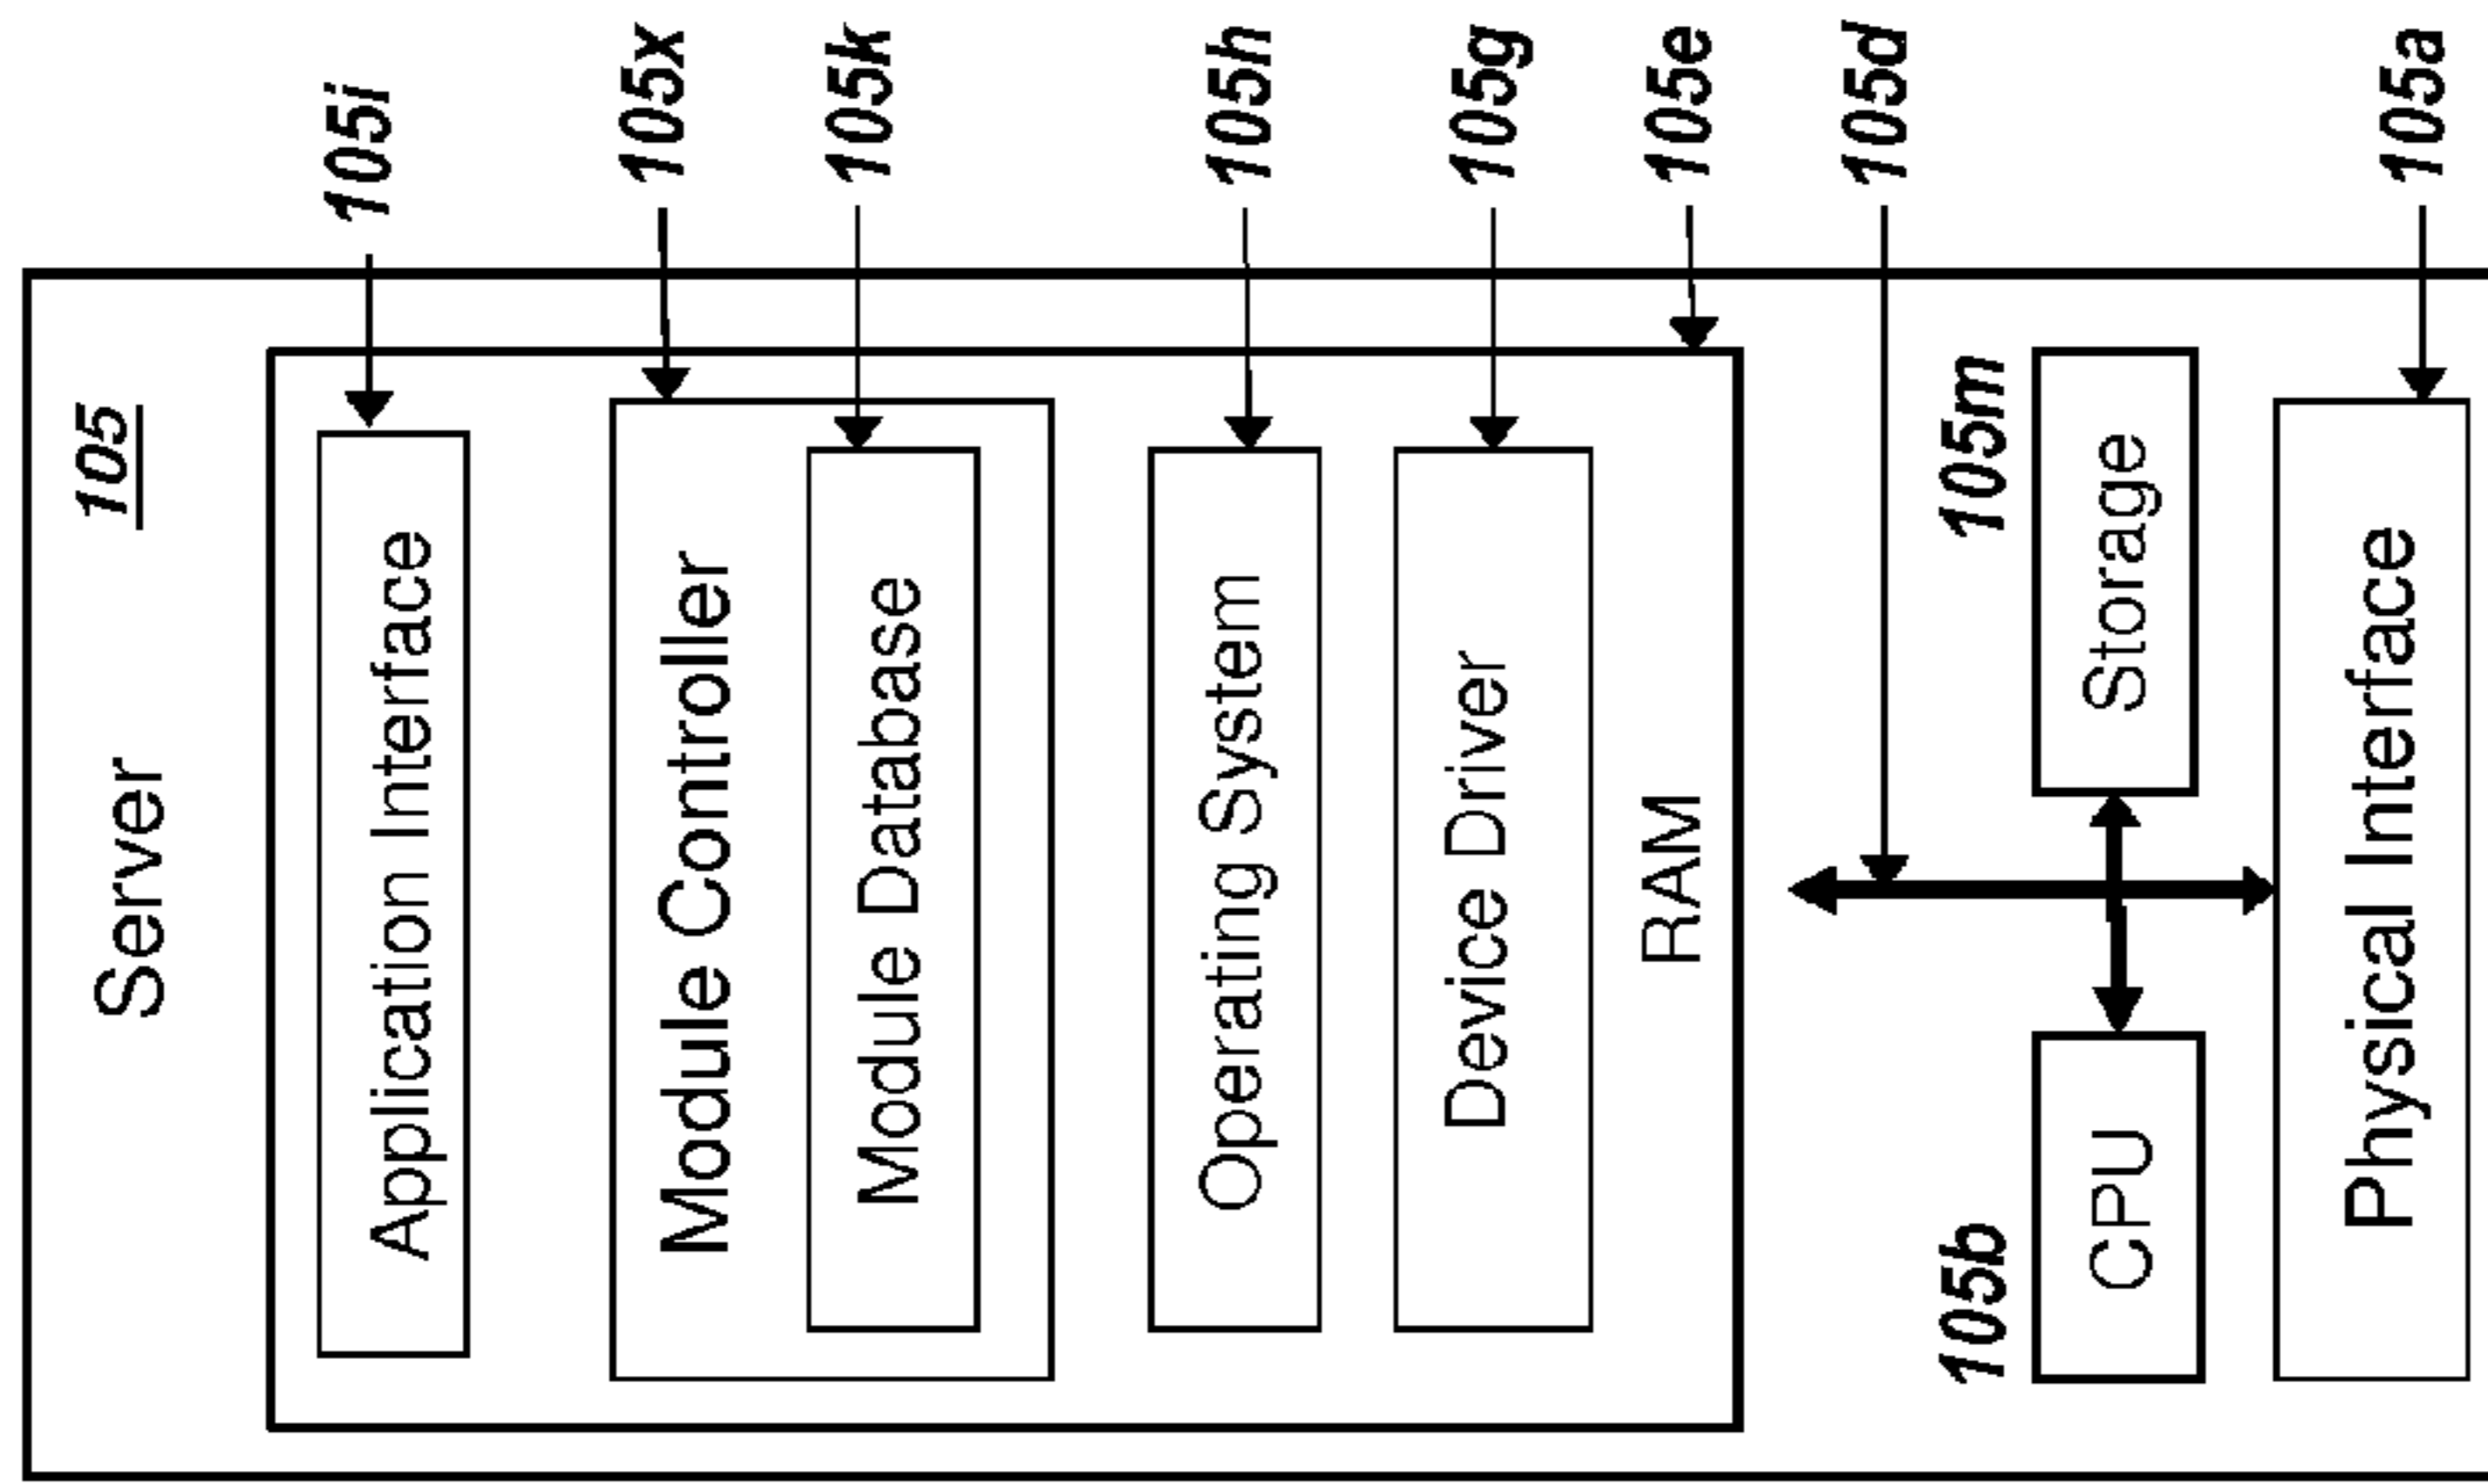 Server 105
Application Interface 105i
Module Controller 105x
Module Database 105k
Operating System 105h
Device Driver 105g
RAM 105e
105d
105b 105m
CPU Storage
Physical Interface 105a